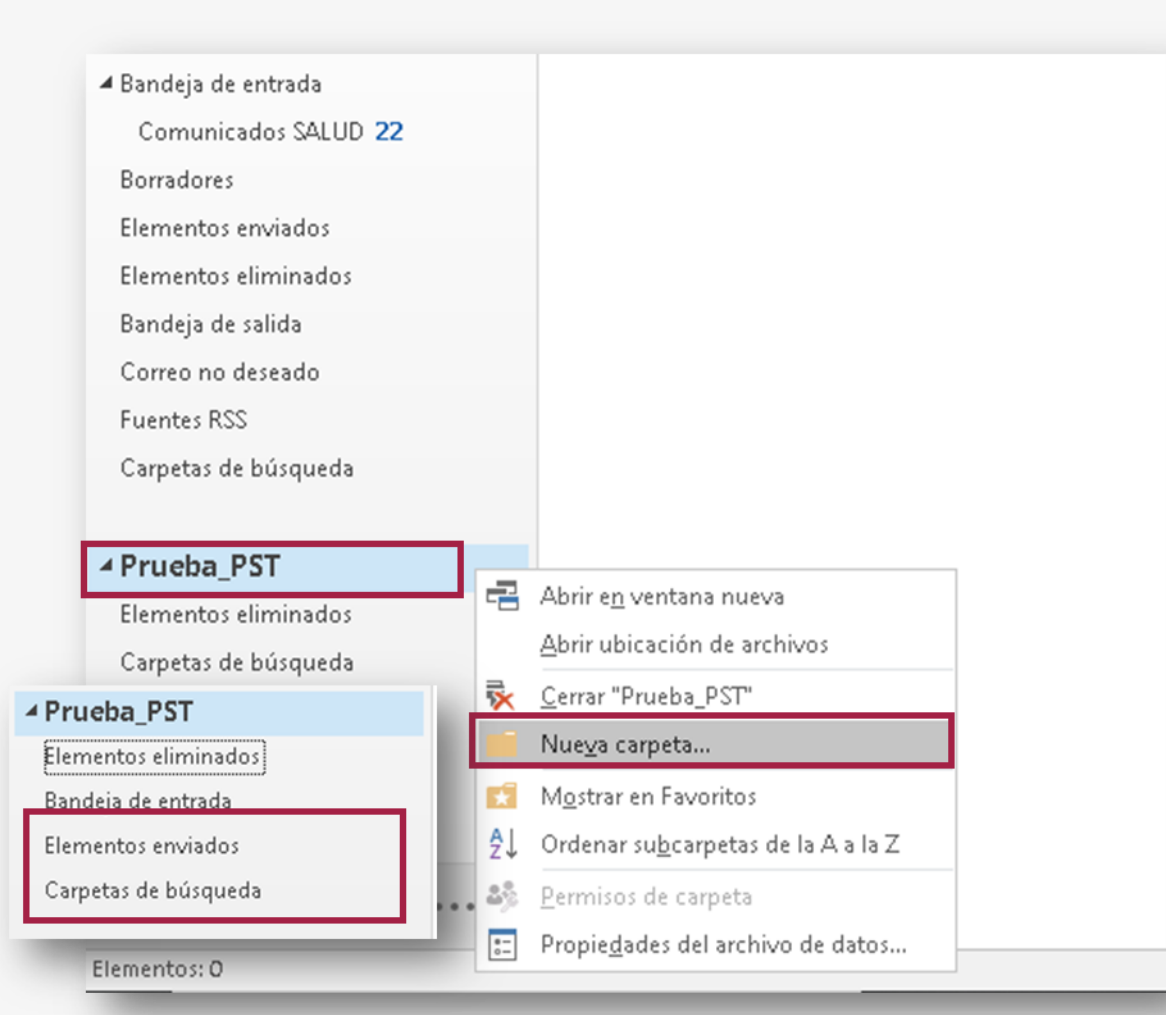 Bandeja de entrada
Comunicados SALUD 22
Borradores
Elementos enviados
Elementos eliminados
Bandeja de salida
Correo no deseado
Fuentes RSS
Carpetas de búsqueda
Prueba_PST
Elementos eliminados
Carpetas de búsqueda
Prueba_PST
Elementos eliminados
Bandeja de entrada
Elementos enviados
Carpetas de búsqueda
Abrir en ventana nueva
Abrir ubicación de archivos
Cerrar "Prueba_PST"
Nueva carpeta...
Mostrar en Favoritos
Ordenar subcarpetas de la A a la Z
Permisos de carpeta
Propiedades del archivo de datos...
Elementos: 0